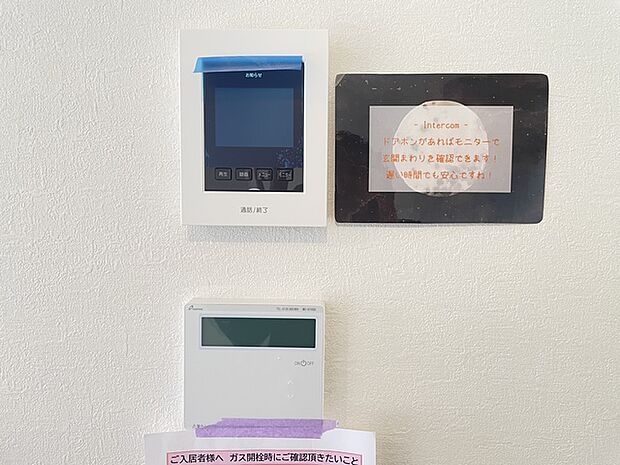 お知らせ
再生 録画
通話/終了
- Intercom -
ドアホンがあればモニターで
玄関まわりを確認できます!
遅い時間でも安心ですね!
ON OFF
ご入居者様へ ガス開栓時にご確認頂きたいこと